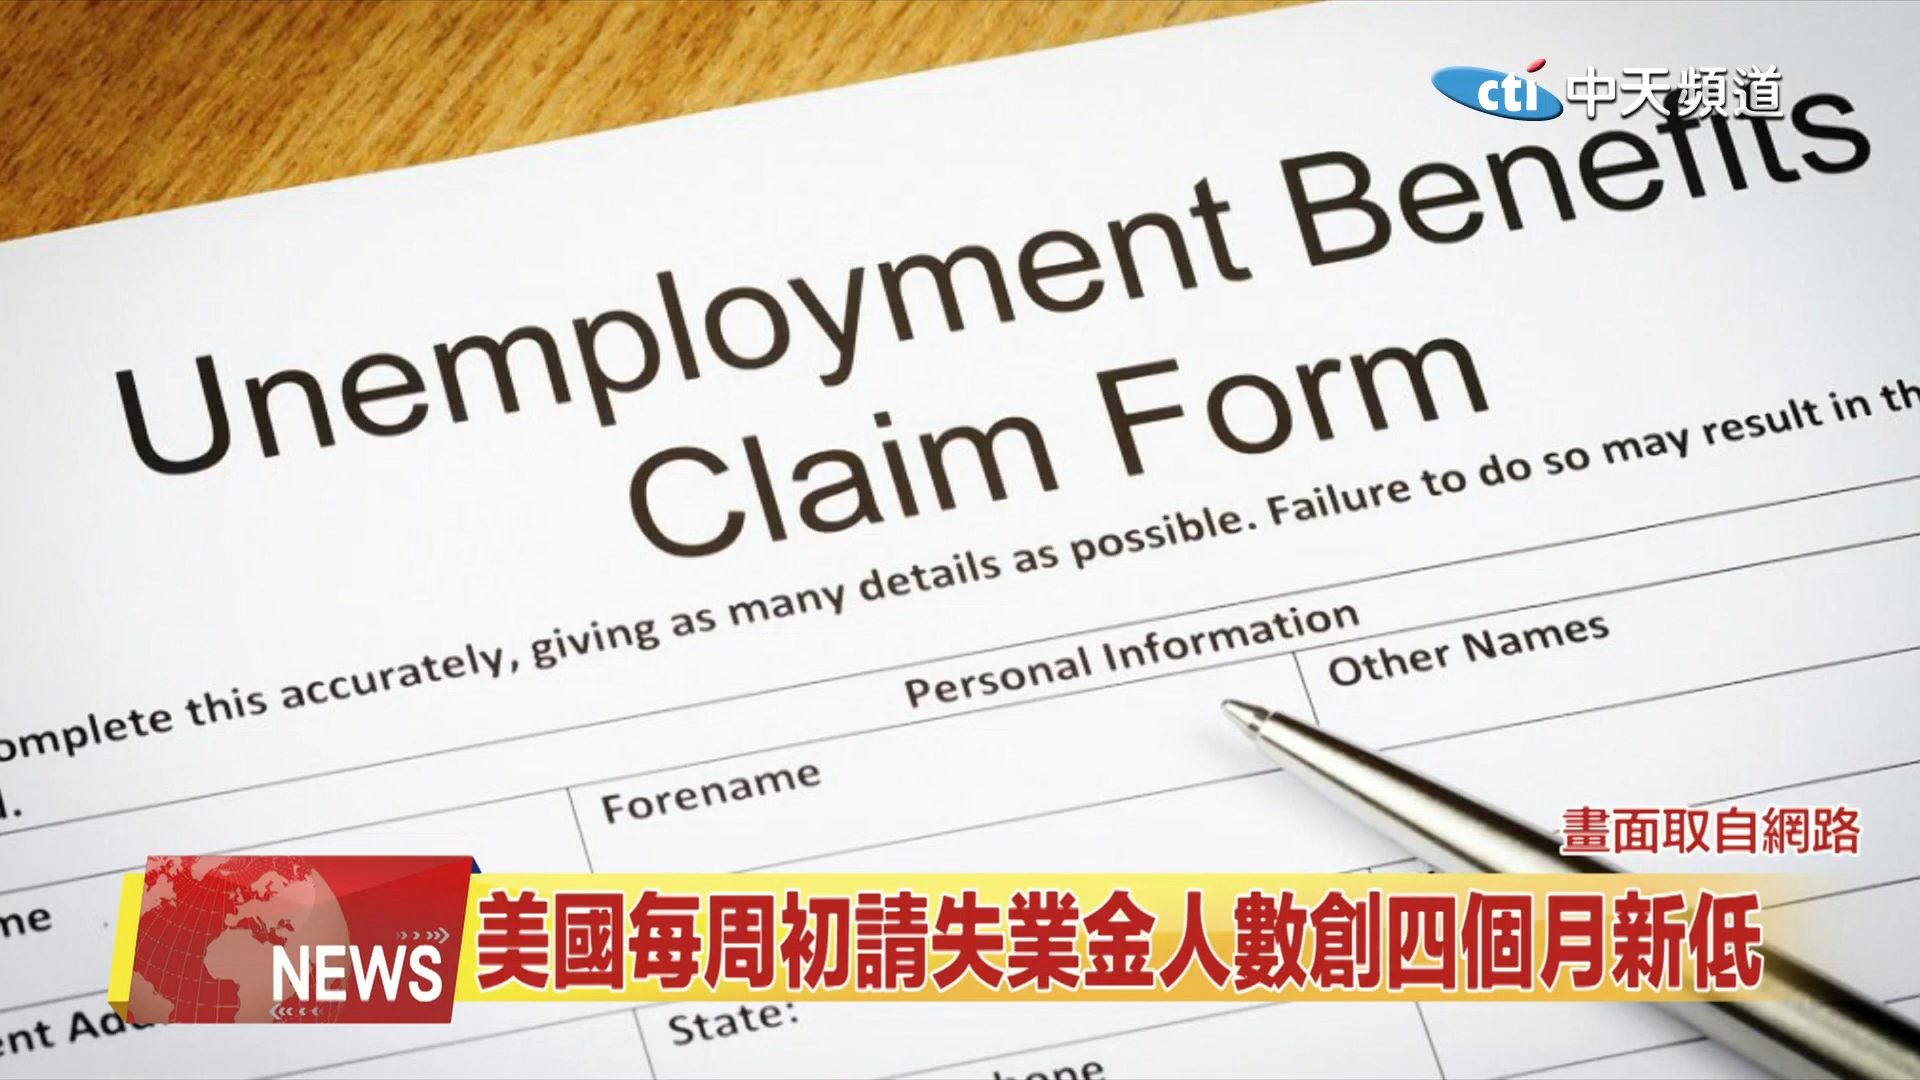 cti 中天頻道
Unemployment Benefits
Claim Form
omplete this accurately, giving as many details as possible. Failure to do so may result in th
Personal Information
Forename
Other Names
畫面取自網路
me
NEWS
美國每周初請失業金人數創四個月新低
State: